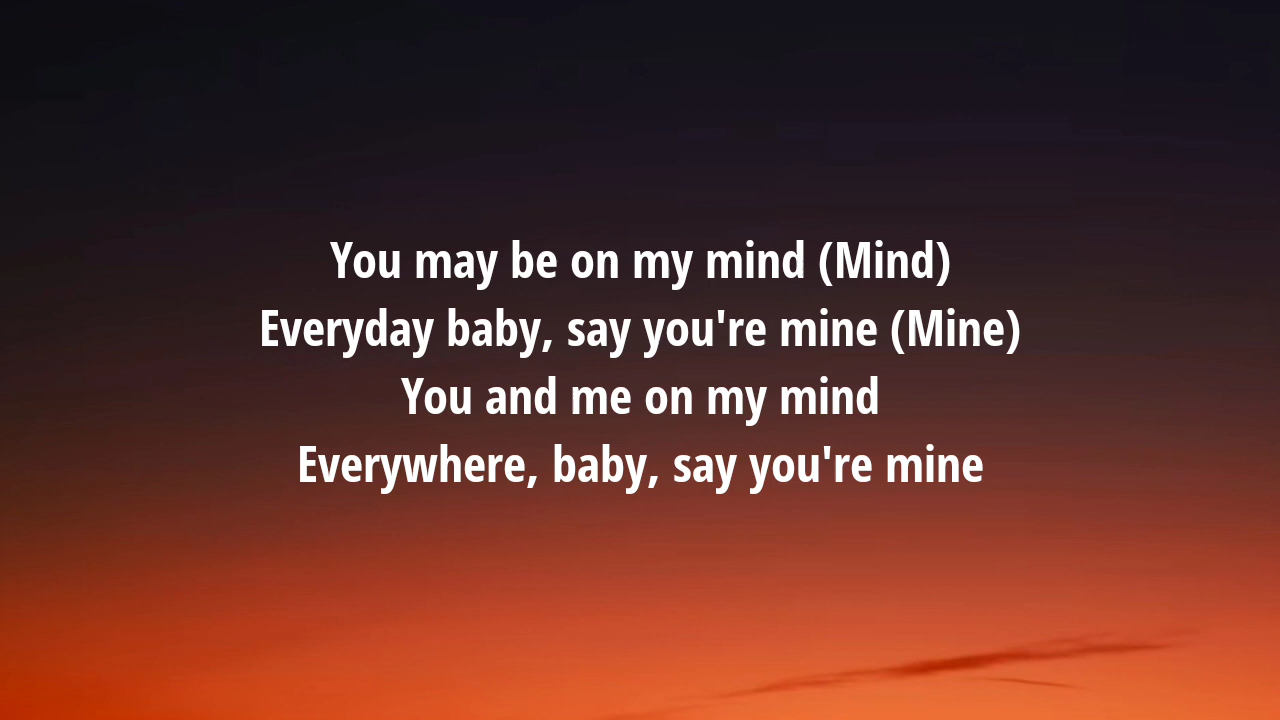 You may be on my mind (Mind)
Everyday baby, say you're mine (Mine)
You and me on my mind
Everywhere, baby, say you're mine